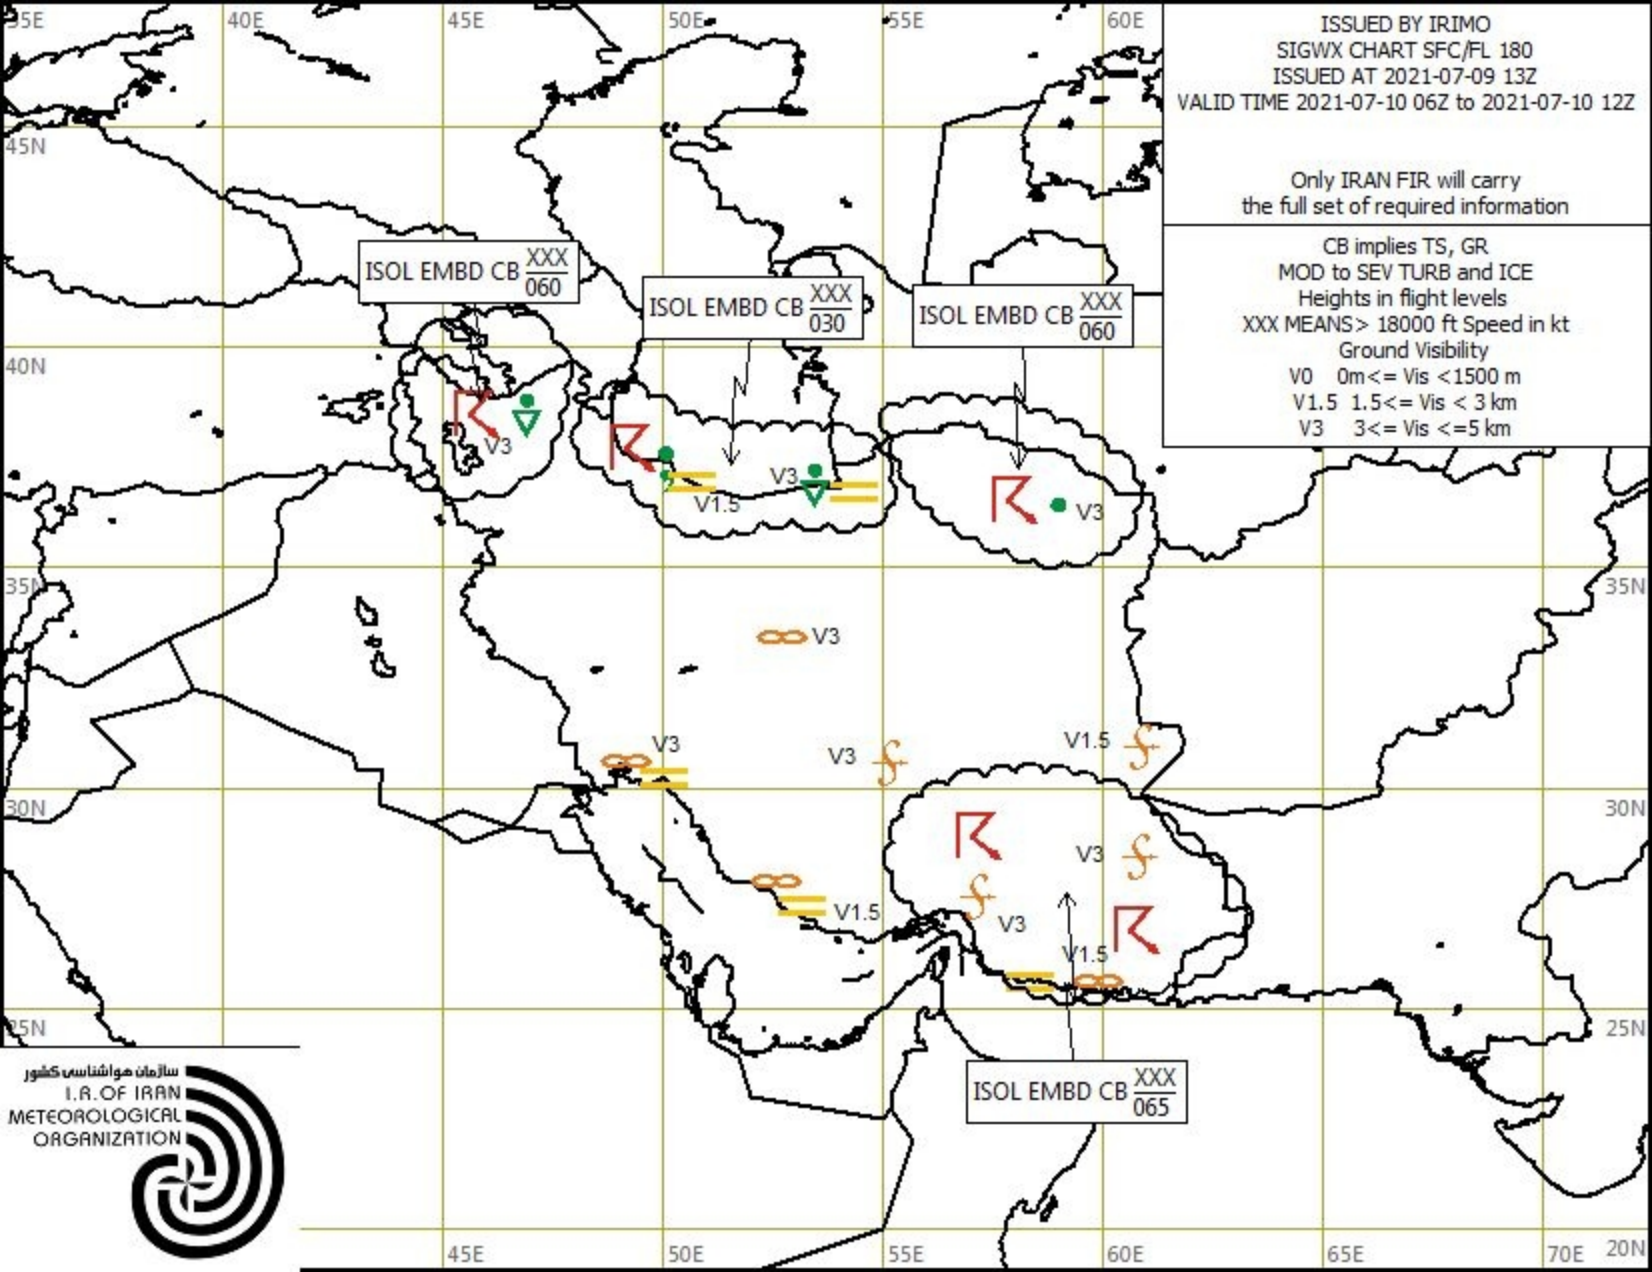 35E 40E 45E 50E 55E 60E
ISSUED BY IRIMO
SIGWX CHART SFC/FL 180
ISSUED AT 2021-07-09 13Z
VALID TIME 2021-07-10 06Z to 2021-07-10 12Z
Only IRAN FIR will carry
the full set of required information
CB implies TS, GR
MOD to SEV TURB and ICE
Heights in flight levels
XXX MEANS> 18000 ft Speed in kt
Ground Visibility
V0 0m<= Vis <1500 m
V1.5 1.5<= Vis < 3 km
V3 3<= Vis <=5 km
45N
ISOL EMBD CB XXX
060
ISOL EMBD CB XXX
030
ISOL EMBD CB XXX
060
40N
V3
V3
V1.5
V3
35N 35N
V3
V3
V3
V1.5
30N 30N
V3
V1.5
V3
V1.5
25N 25N
ISOL EMBD CB XXX
065
سازمان هواشناسی کشور
I.R.OF IRAN
METEOROLOGICAL
ORGANIZATION
45E 50E 55E 60E 65E 70E 20N